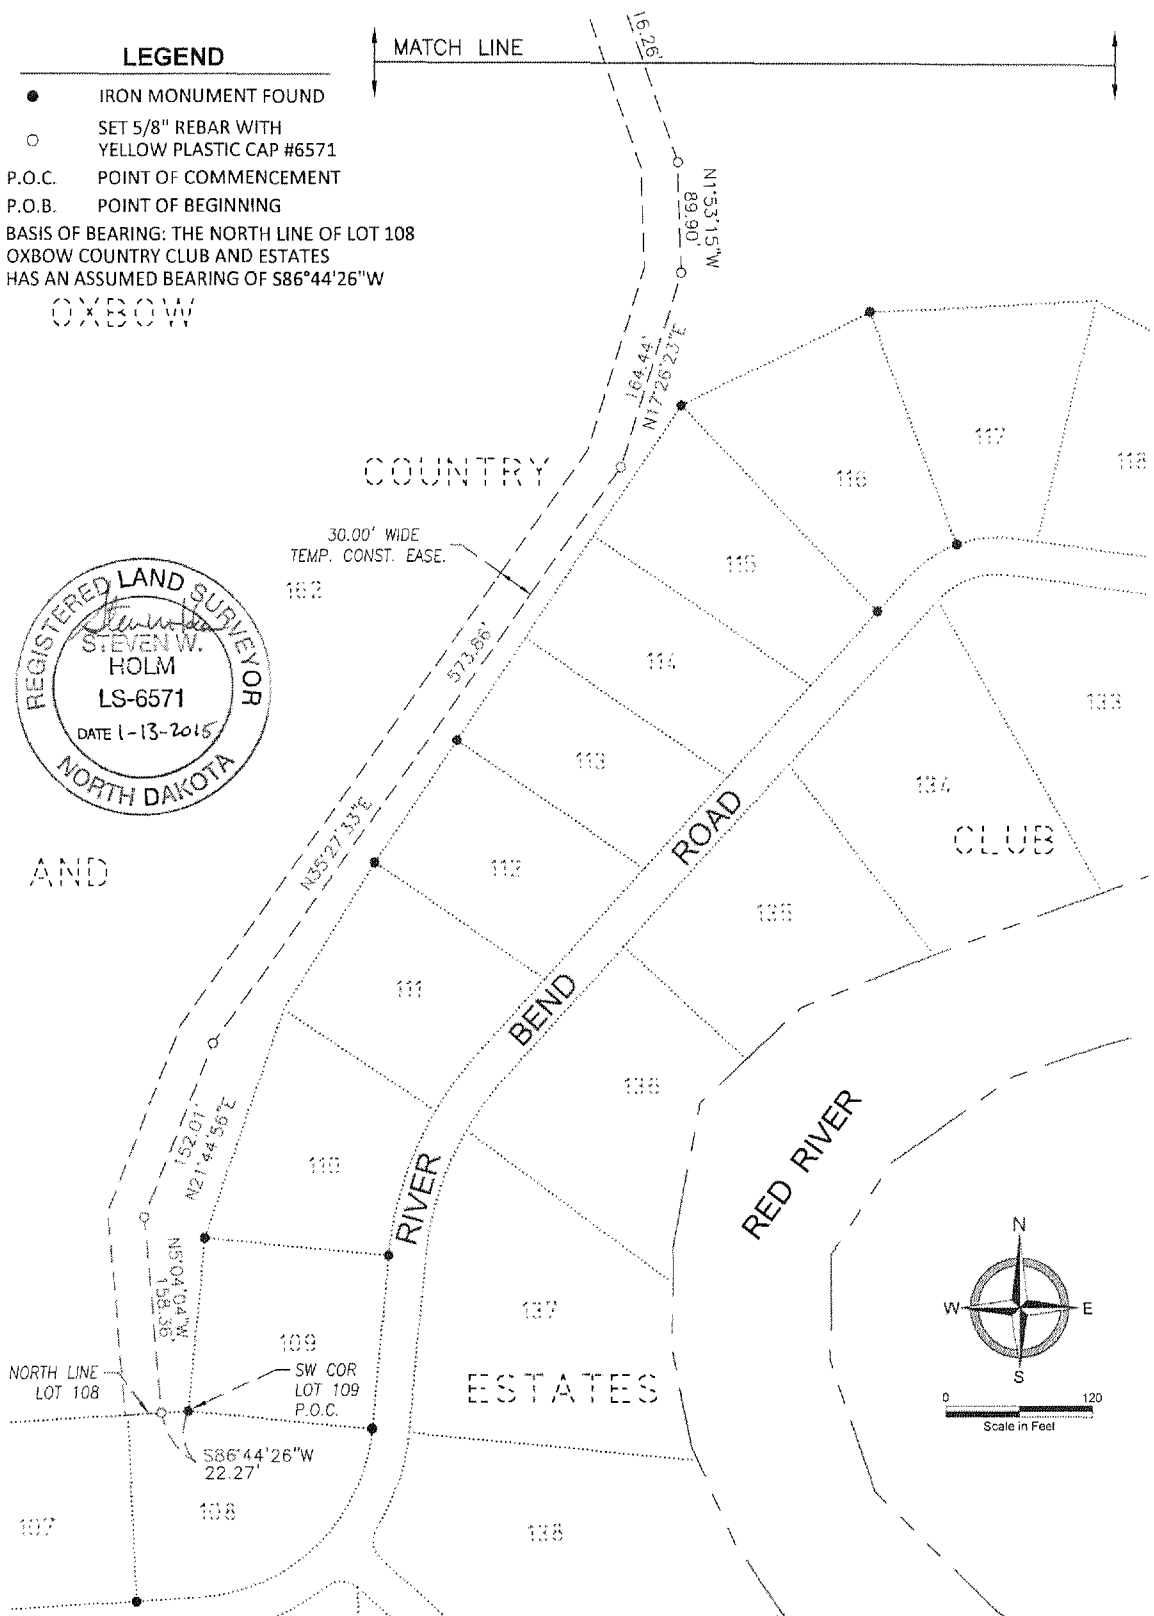 LEGEND
IRON MONUMENT FOUND
SET 5/8" REBAR WITH
YELLOW PLASTIC CAP #6571
P.O.C. POINT OF COMMENCEMENT
P.O.B. POINT OF BEGINNING
BASIS OF BEARING: THE NORTH LINE OF LOT 108
OXBOW COUNTRY CLUB AND ESTATES
HAS AN ASSUMED BEARING OF S86°44'26"W
MATCH LINE
16.26'
N1°53'15"W
89.90'
OXBOW
164.44'
N17°26'23"E
COUNTRY
117
118
116
30.00' WIDE
TEMP. CONST. EASE.
162
115
REGISTERED LAND SURVEYOR
STEVEN W.
HOLM
LS-6571
DATE 1-13-2015
NORTH DAKOTA
573.86'
114
133
113
134
N35°27'33"E
ROAD
CLUB
AND
112
135
111
BEND
136
152.01'
N21°44'56"E
110
RIVER
RED RIVER
N
W E
S
N5°04'04"W
158.36'
137
109
NORTH LINE
LOT 108
SW COR
LOT 109
P.O.C.
ESTATES
0 120
Scale in Feet
S86°44'26"W
22.27'
108
107
138